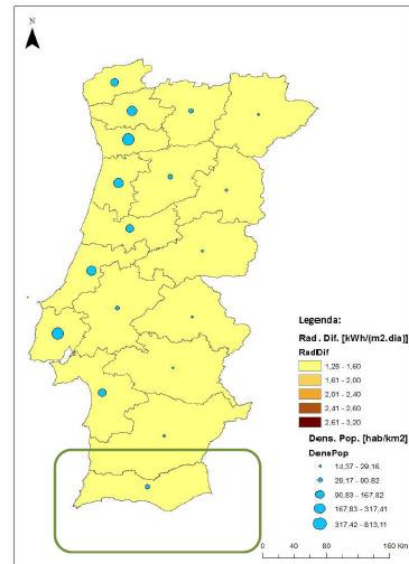 N
Legenda:
Rad. Dif. [kWh/(m2.dia)]
RadDif
1,28 - 1,60
1,61 - 2,00
2,01 - 2,40
2,41 - 2,60
2,61 - 3,20
Dens. Pop. [hab/km2]
DensPop
14,37 - 29,16
29,17 - 90,82
90,83 - 167,82
167,83 - 317,41
317,42 - 813,11
0 40 80 160 Km